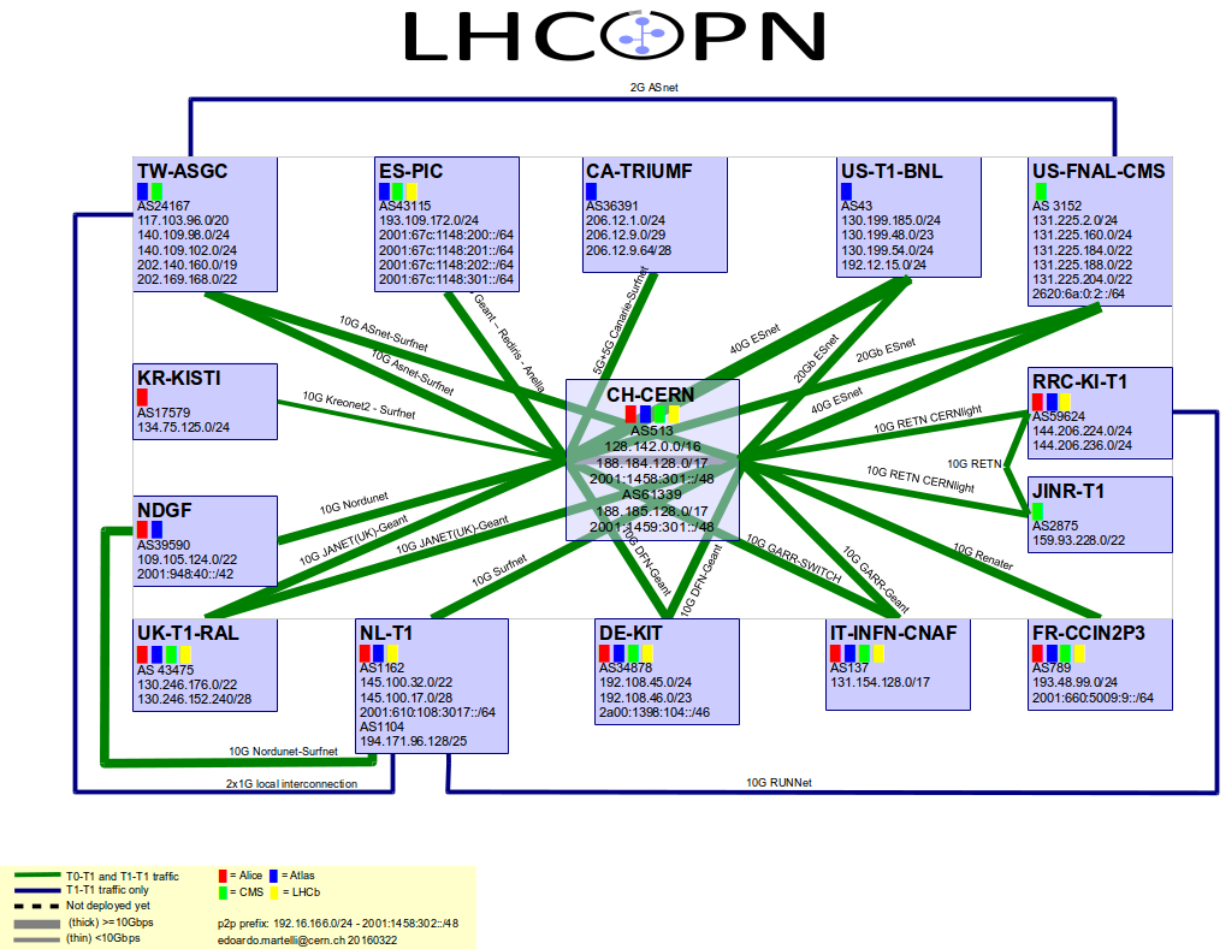 LHCOPN
2G ASnet
TW-ASGC
AS24167
117.103.96.0/20
140.109.98.0/24
140.109.102.0/24
202.140.160.0/19
202.169.168.0/22
ES-PIC
AS43115
193.109.172.0/24
2001:67c:1148:200::/64
2001:67c:1148:201::/64
2001:67c:1148:202::/64
2001:67c:1148:301::/64
CA-TRIUMF
AS36391
206.12.1.0/24
206.12.9.0/29
206.12.9.64/28
US-T1-BNL
AS43
130.199.185.0/24
130.199.48.0/23
130.199.54.0/24
192.12.15.0/24
US-FNAL-CMS
AS 3152
131.225.2.0/24
131.225.160.0/24
131.225.184.0/22
131.225.188.0/22
131.225.204.0/22
2620:6a:0:2::/64
10G ASnet-Surfnet
10G Asnet-Surfnet
Geant – Rediris - Anella
5G+5G Canarie-Surfnet
40G ESnet
20Gb ESnet
20Gb ESnet
40G ESnet
KR-KISTI
AS17579
134.75.125.0/24
10G Kreonet2 - Surfnet
CH-CERN
AS513
128.142.0.0/16
188.184.128.0/17
2001:1458:301::/48
AS61339
188.185.128.0/17
2001:1459:301::/48
10G RETN CERNlight
RRC-KI-T1
AS59624
144.206.224.0/24
144.206.236.0/24
10G RETN
10G RETN CERNlight
JINR-T1
AS2875
159.93.228.0/22
NDGF
AS39590
109.105.124.0/22
2001:948:40::/42
10G Nordunet
10G JANET(UK)-Geant
10G JANET(UK)-Geant
10G Surfnet
10G DFN-Geant
10G DFN-Geant
10G GARR-SWITCH
10G GARR-Geant
10G Renater
UK-T1-RAL
AS 43475
130.246.176.0/22
130.246.152.240/28
NL-T1
AS1162
145.100.32.0/22
145.100.17.0/28
2001:610:108:3017::/64
AS1104
194.171.96.128/25
DE-KIT
AS34878
192.108.45.0/24
192.108.46.0/23
2a00:1398:104::/46
IT-INFN-CNAF
AS137
131.154.128.0/17
FR-CCIN2P3
AS789
193.48.99.0/24
2001:660:5009:9::/64
10G Nordunet-Surfnet
2x1G local interconnection
10G RUNNet
T0-T1 and T1-T1 traffic
T1-T1 traffic only
Not deployed yet
(thick) >=10Gbps
(thin) <10Gbps
= Alice = Atlas
= CMS = LHCb
p2p prefix: 192.16.166.0/24 - 2001:1458:302::/48
edoardo.martelli@cern.ch 20160322